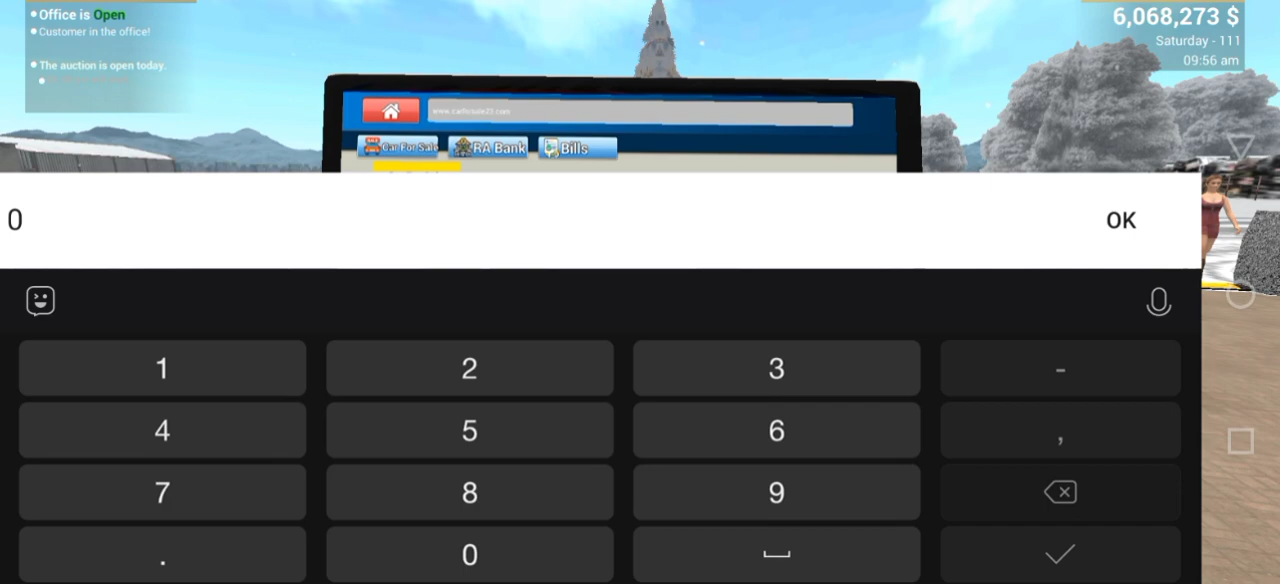 Office is Open
Customer in the office!
The auction is open today.
6,068,273 $
Saturday - 111
09:56 am
Car For Sale
RA Bank
Bills
0
OK
1 2 3 -
4 5 6 ,
7 8 9
. 0